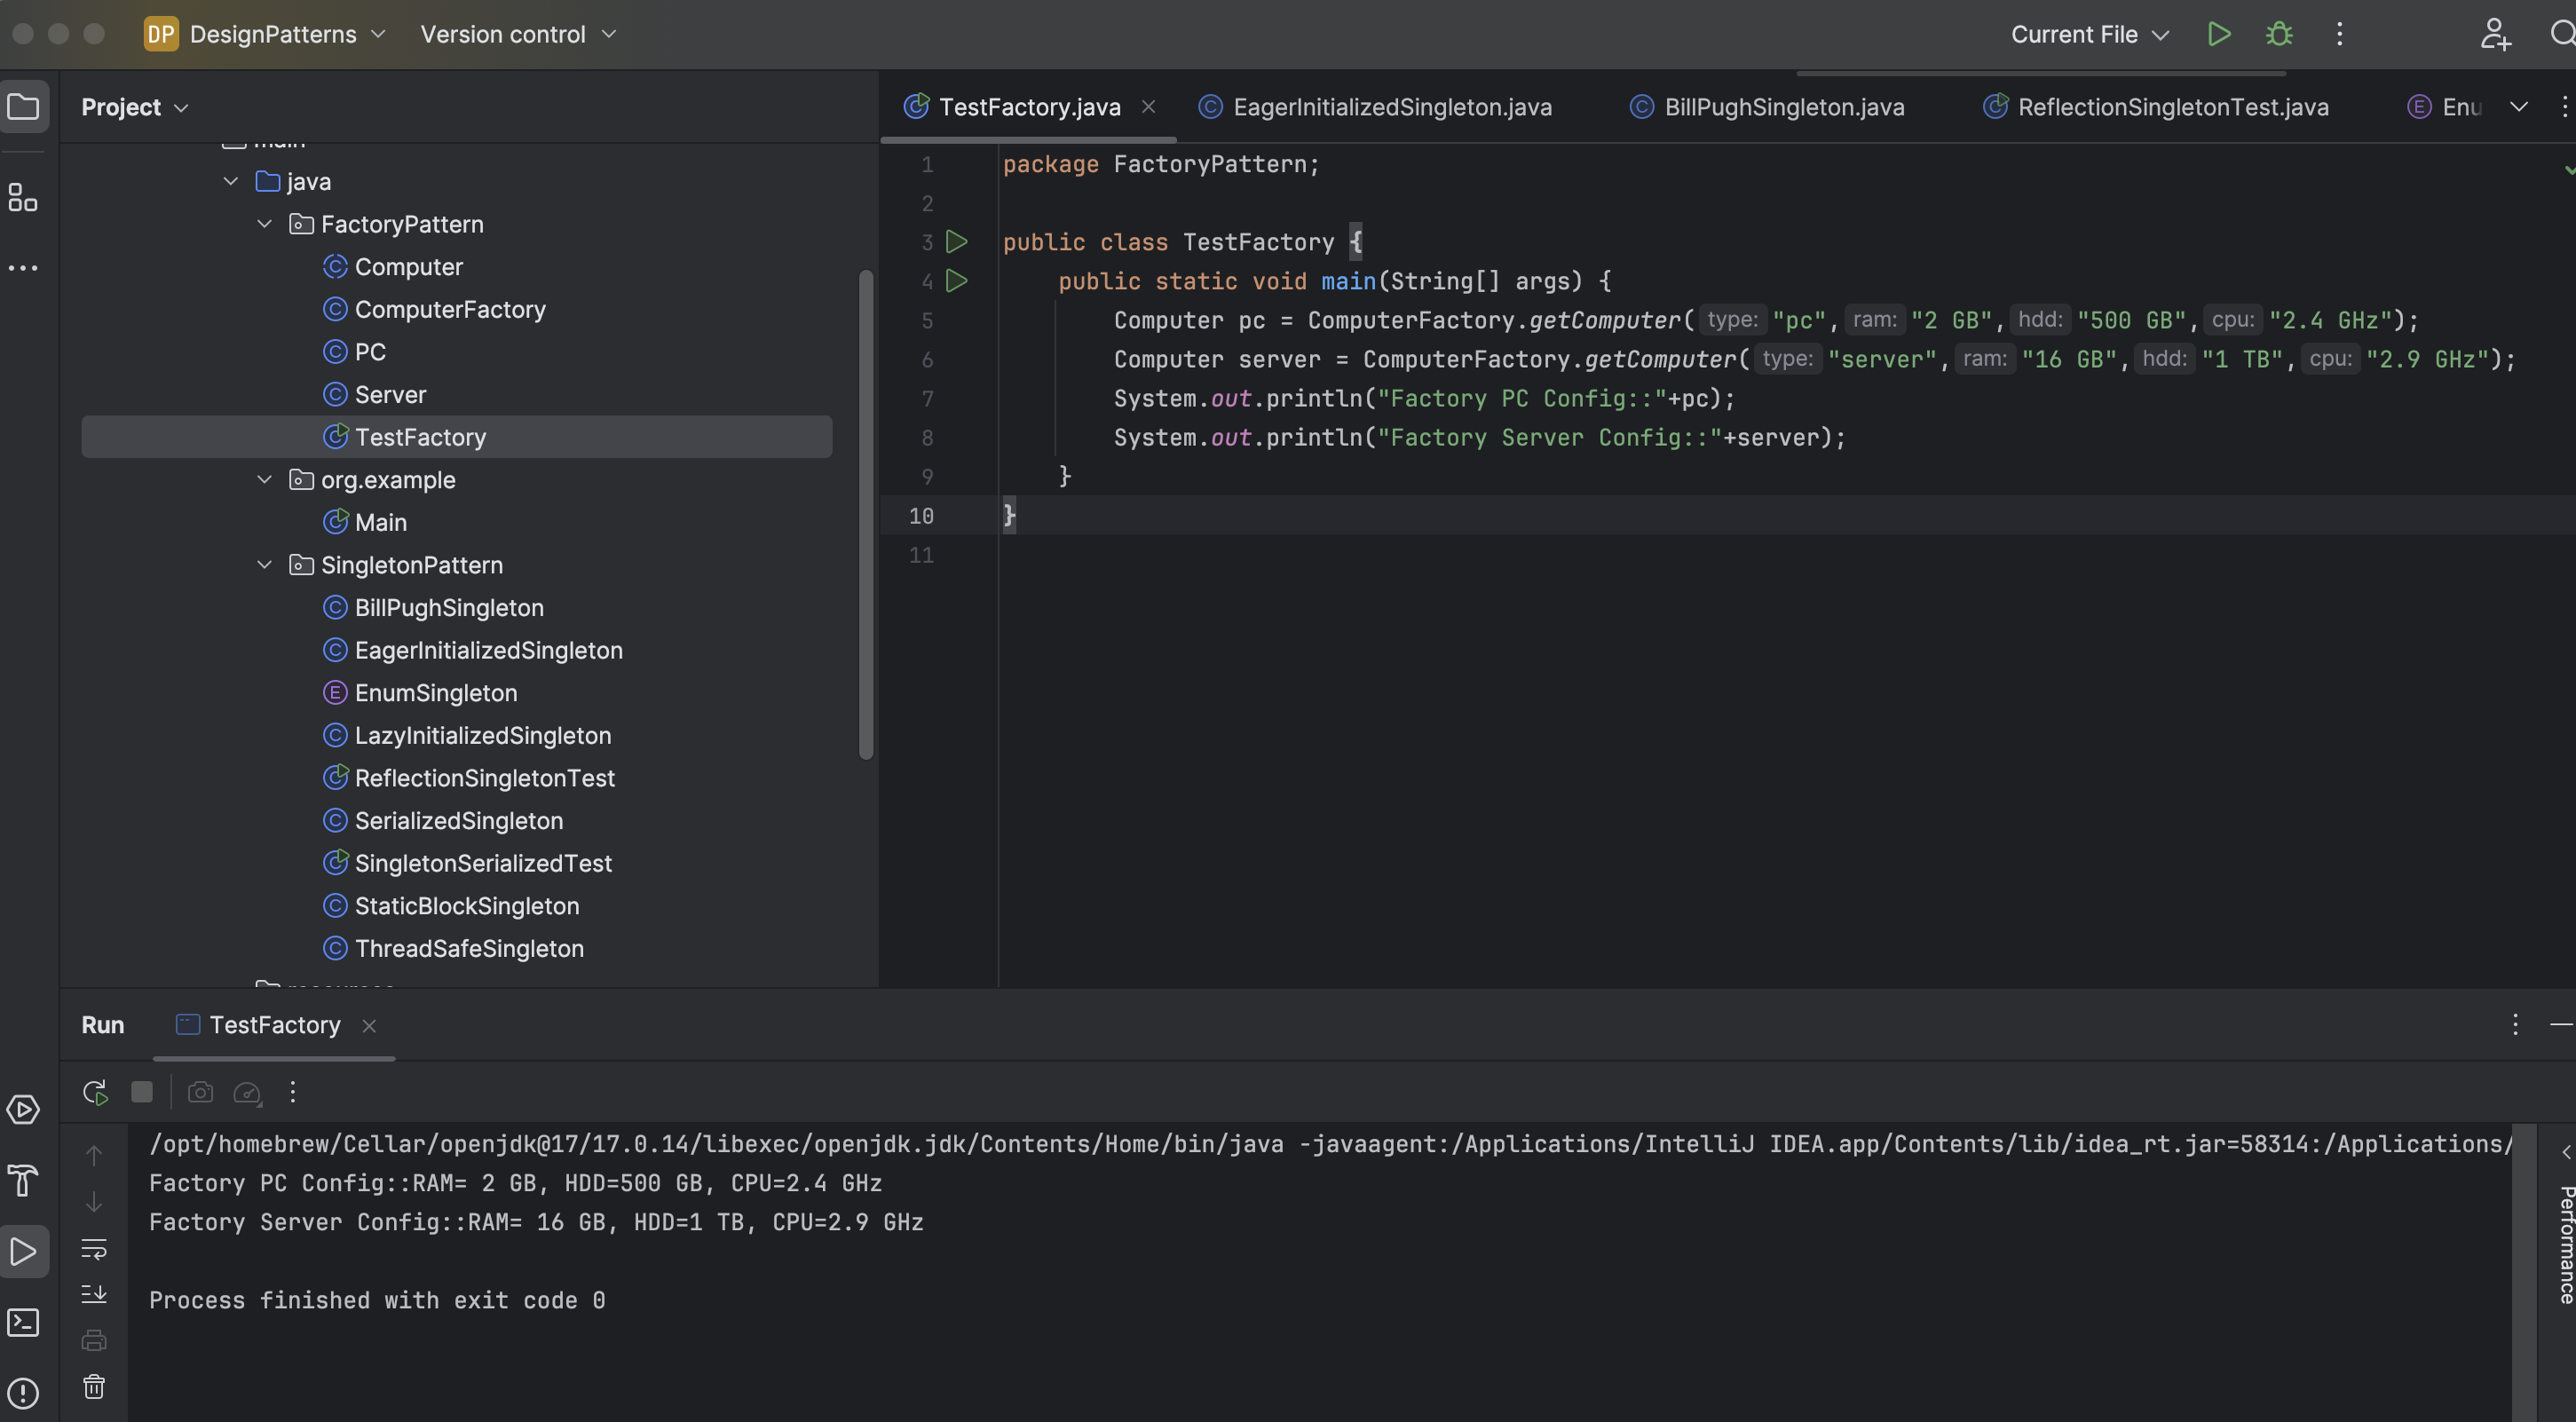 DP DesignPatterns Version control Current File
Project
TestFactory.java EagerInitializedSingleton.java BillPughSingleton.java ReflectionSingletonTest.java Enu
java
FactoryPattern
Computer
ComputerFactory
PC
Server
TestFactory
org.example
Main
SingletonPattern
BillPughSingleton
EagerInitializedSingleton
EnumSingleton
LazyInitializedSingleton
ReflectionSingletonTest
SerializedSingleton
SingletonSerializedTest
StaticBlockSingleton
ThreadSafeSingleton
1 package FactoryPattern;
2
3 public class TestFactory {
4 public static void main(String[] args) {
5 Computer pc = ComputerFactory.getComputer( type: "pc", ram: "2 GB", hdd: "500 GB", cpu: "2.4 GHz");
6 Computer server = ComputerFactory.getComputer( type: "server", ram: "16 GB", hdd: "1 TB", cpu: "2.9 GHz");
7 System.out.println("Factory PC Config::"+pc);
8 System.out.println("Factory Server Config::"+server);
9 }
10 }
11
Run TestFactory
/opt/homebrew/Cellar/openjdk@17/17.0.14/libexec/openjdk.jdk/Contents/Home/bin/java -javaagent:/Applications/IntelliJ IDEA.app/Contents/lib/idea_rt.jar=58314:/Applications/
Factory PC Config::RAM= 2 GB, HDD=500 GB, CPU=2.4 GHz
Factory Server Config::RAM= 16 GB, HDD=1 TB, CPU=2.9 GHz
Process finished with exit code 0
Performance